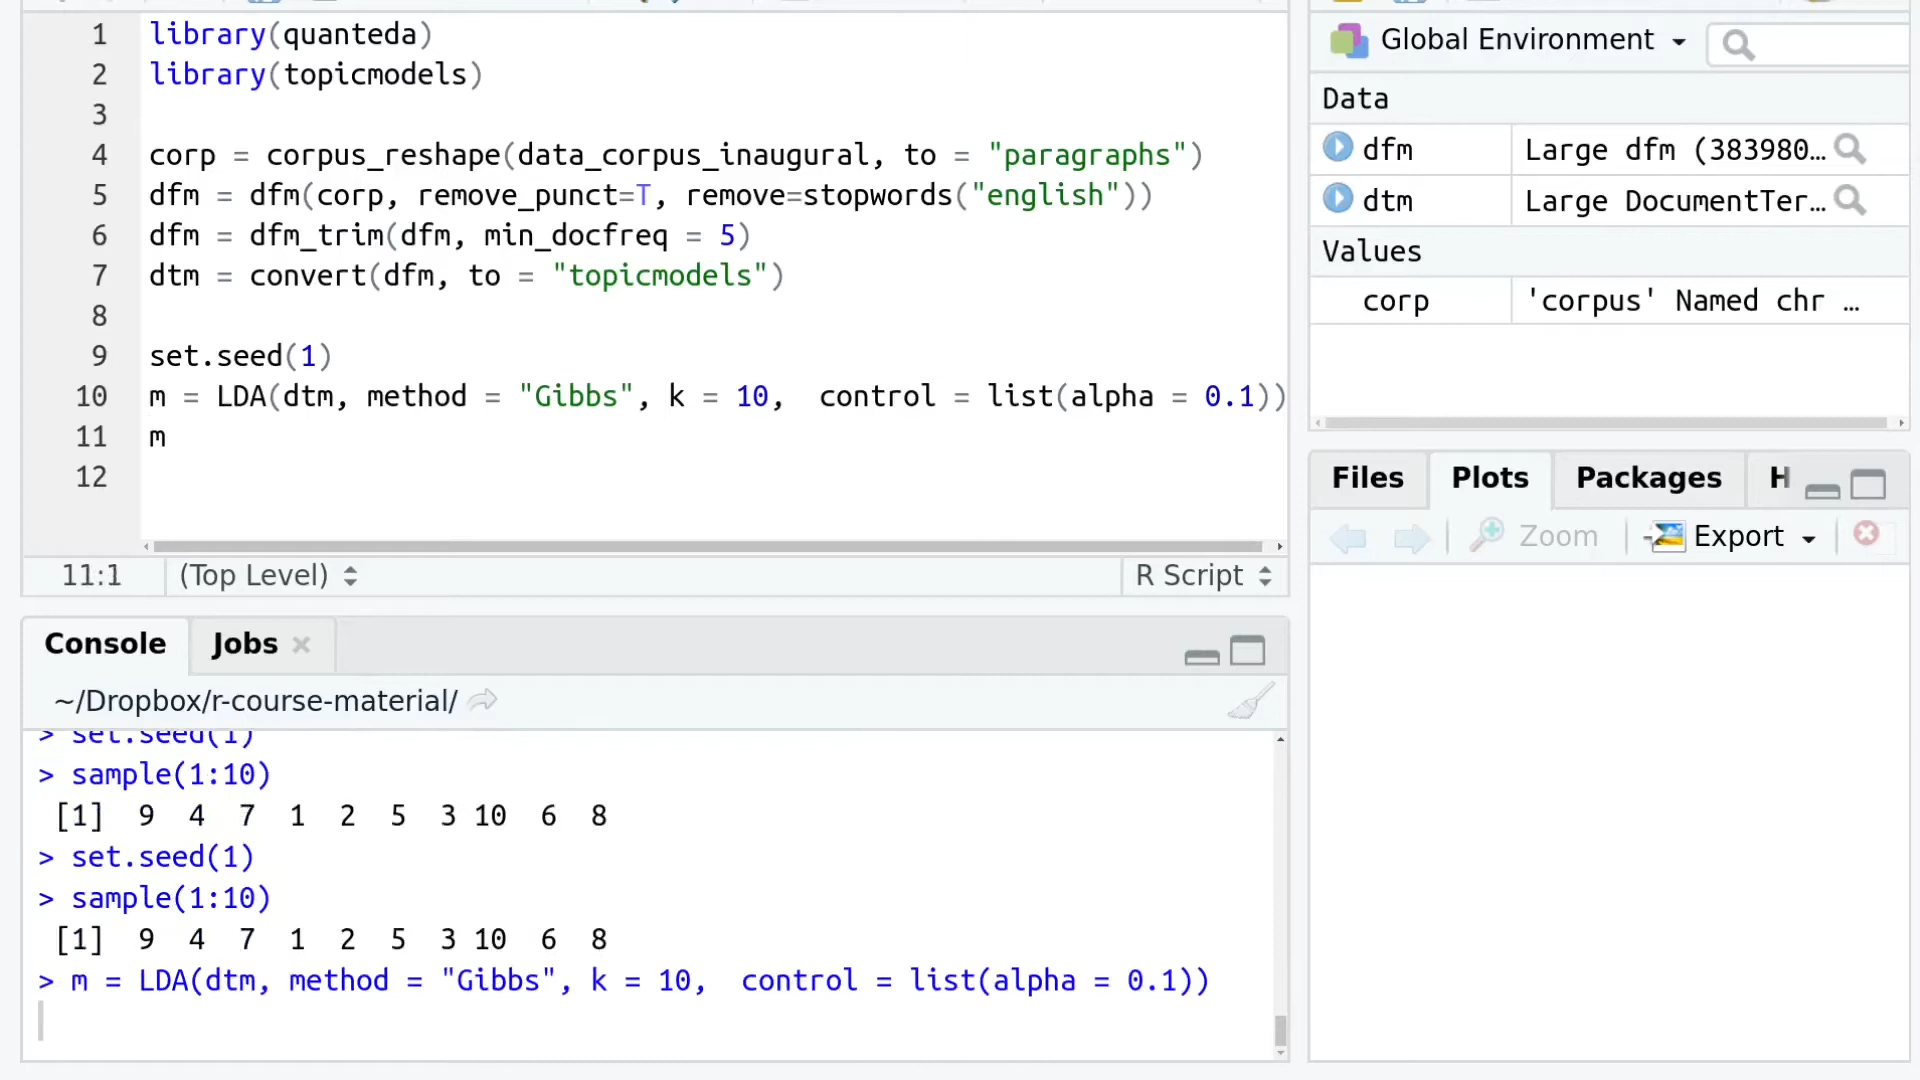 1 library(quanteda)
2 library(topicmodels)
3
4 corp = corpus_reshape(data_corpus_inaugural, to = "paragraphs")
5 dfm = dfm(corp, remove_punct=T, remove=stopwords("english"))
6 dfm = dfm_trim(dfm, min_docfreq = 5)
7 dtm = convert(dfm, to = "topicmodels")
8
9 set.seed(1)
10 m = LDA(dtm, method = "Gibbs", k = 10,  control = list(alpha = 0.1))
11 m
12
11:1 (Top Level) R Script
Console Jobs
~/Dropbox/r-course-material/
> set.seed(1)
> sample(1:10)
[1]  9  4  7  1  2  5  3 10  6  8
> set.seed(1)
> sample(1:10)
[1]  9  4  7  1  2  5  3 10  6  8
> m = LDA(dtm, method = "Gibbs", k = 10,  control = list(alpha = 0.1))
Global Environment
Data
dfm Large dfm (383980…
dtm Large DocumentTer…
Values
corp 'corpus' Named chr …
Files Plots Packages H
Zoom Export